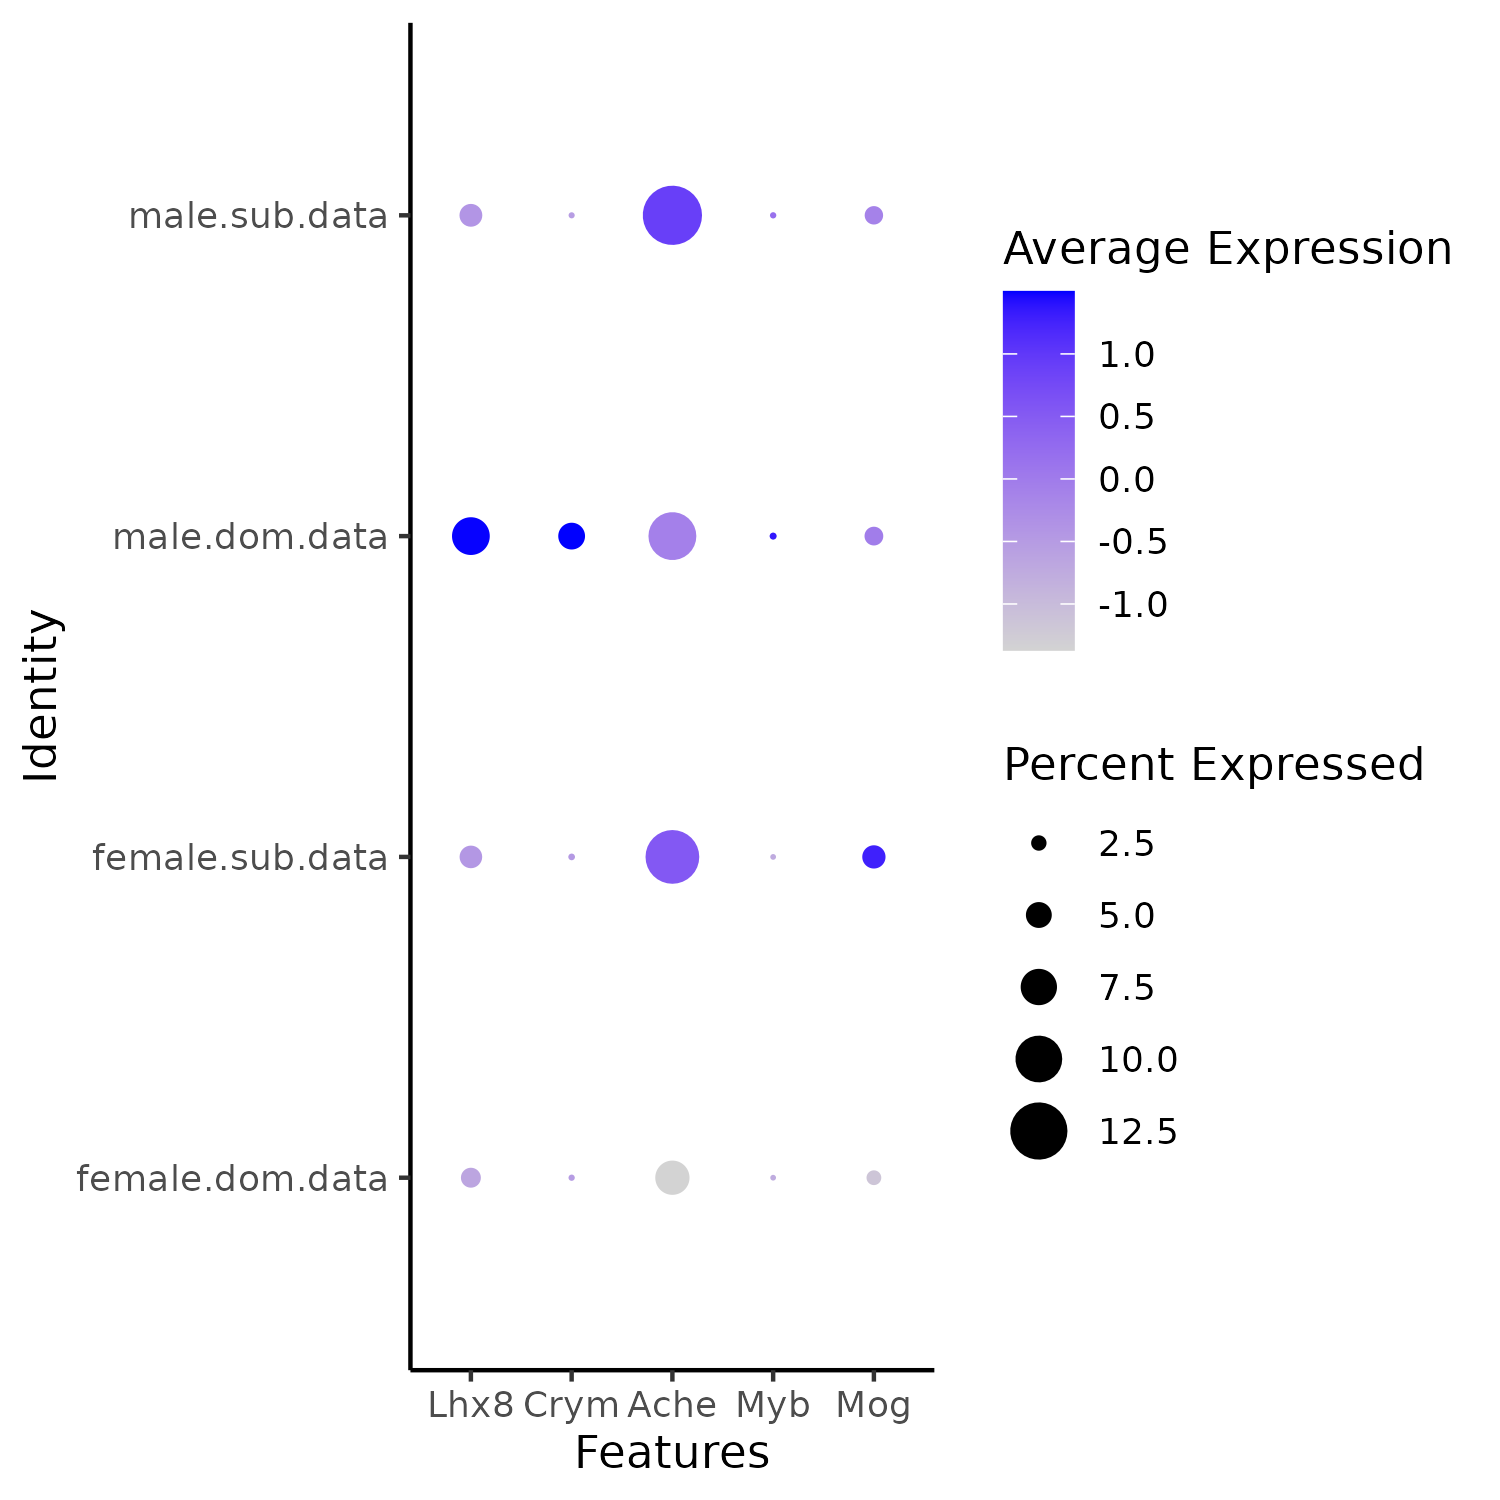 male.sub.data
male.dom.data
female.sub.data
female.dom.data
Identity
Lhx8 Crym Ache Myb Mog
Features
Average Expression
1.0
0.5
0.0
-0.5
-1.0
Percent Expressed
2.5
5.0
7.5
10.0
12.5